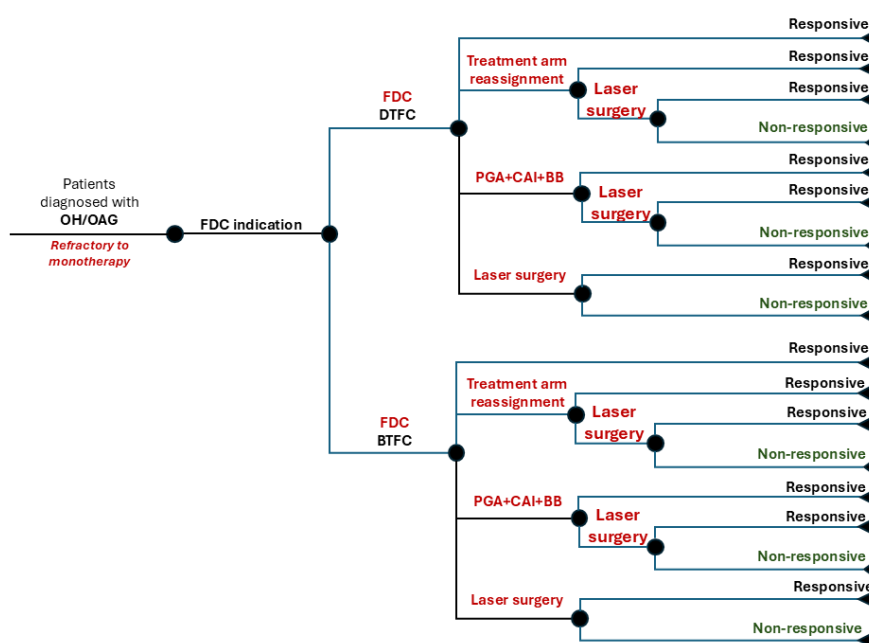 Patients
diagnosed with
OH/OAG
Refractory to
monotherapy
FDC indication
FDC
DTFC
Responsive
Treatment arm
reassignment
Responsive
Laser
surgery
Responsive
Non-responsive
PGA+CAI+BB
Responsive
Laser
surgery
Responsive
Non-responsive
Laser surgery
Responsive
Non-responsive
FDC
BTFC
Responsive
Treatment arm
reassignment
Responsive
Laser
surgery
Responsive
Non-responsive
PGA+CAI+BB
Responsive
Laser
surgery
Responsive
Non-responsive
Laser surgery
Responsive
Non-responsive